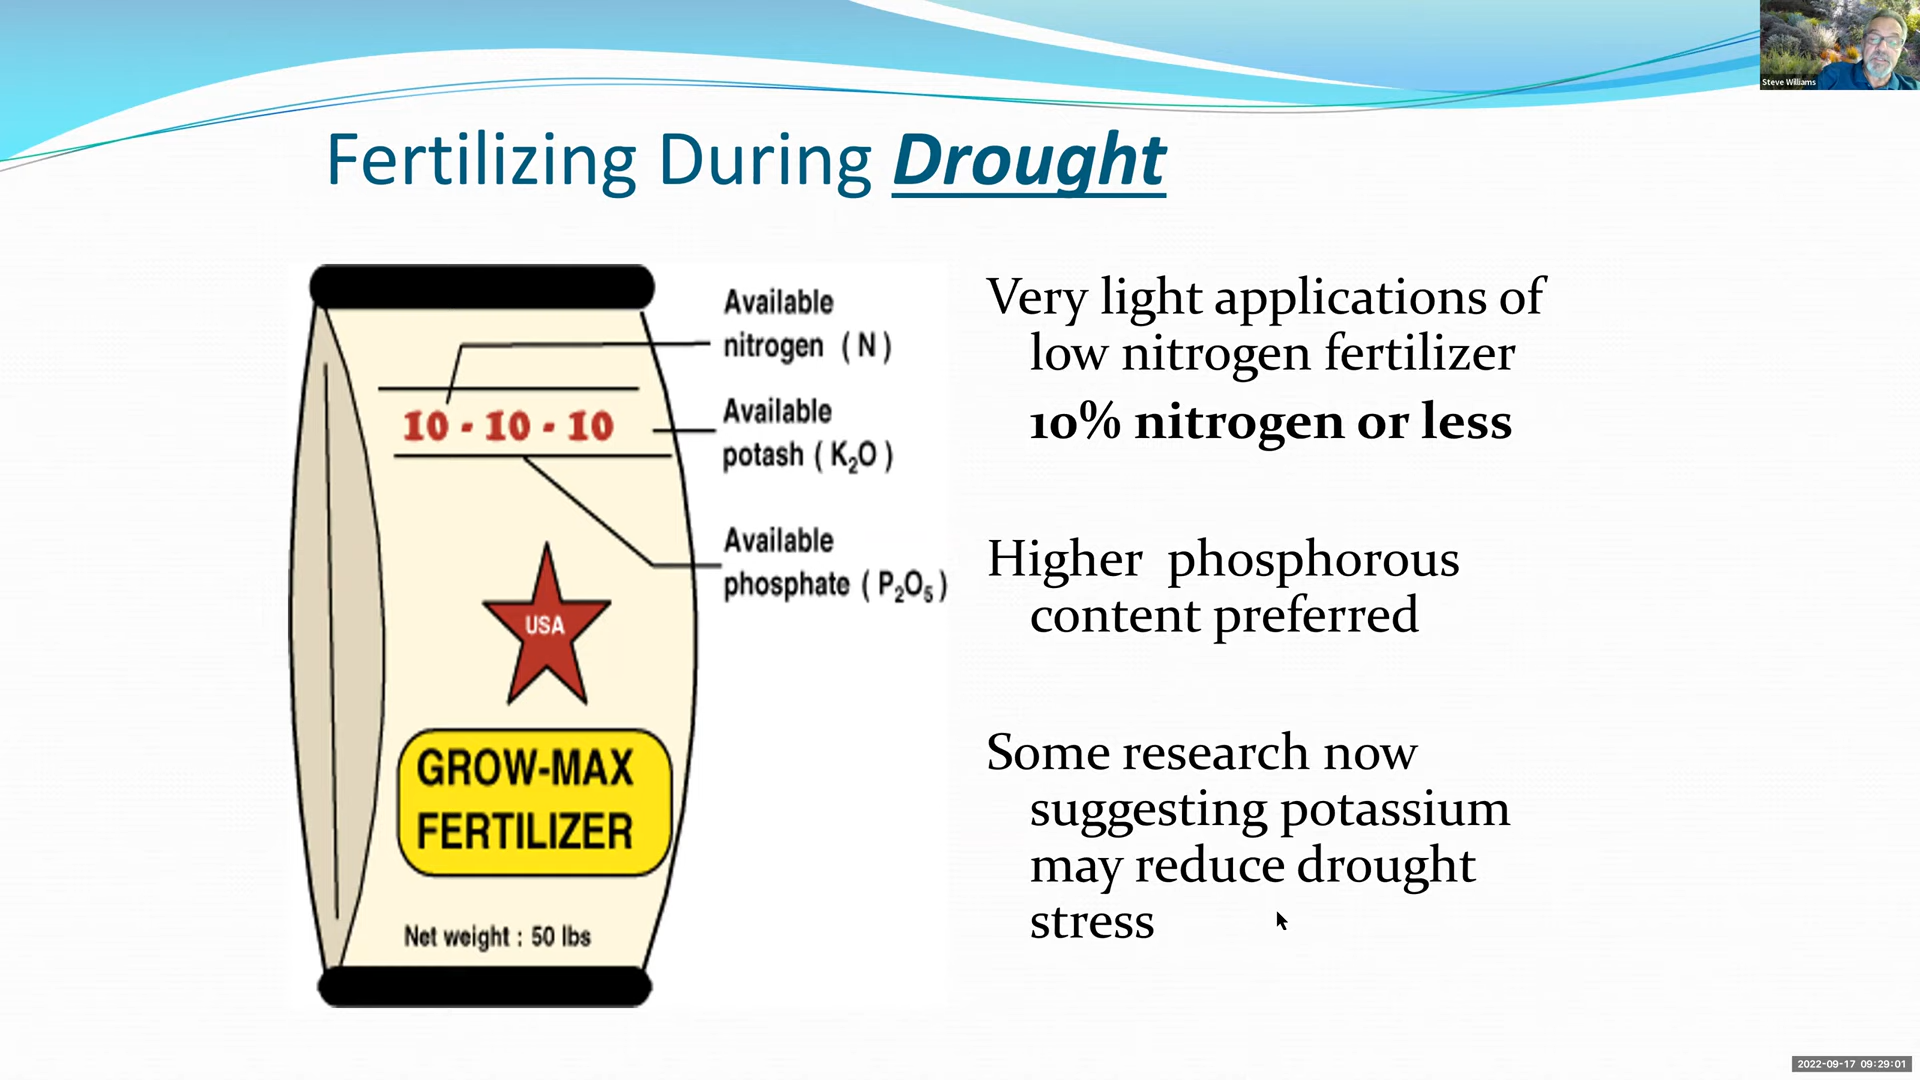 Steve Williams
Fertilizing During Drought
Available
nitrogen ( N )
10 - 10 - 10
Available
potash ( K2O )
Available
phosphate ( P2O5 )
USA
GROW-MAX
FERTILIZER
Net weight : 50 lbs
Very light applications of
low nitrogen fertilizer
10% nitrogen or less
Higher phosphorous
content preferred
Some research now
suggesting potassium
may reduce drought
stress
2022-09-17 09:29:01